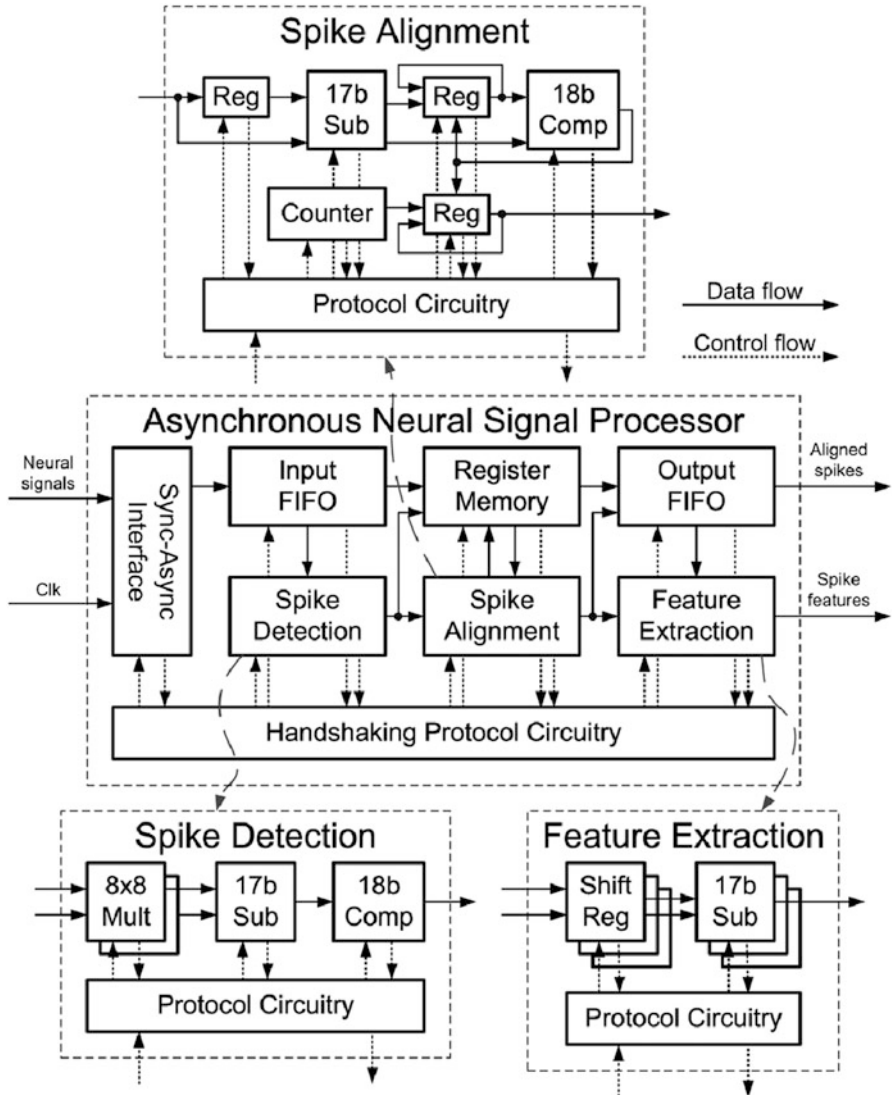 Spike Alignment
Reg
17b
Sub
Reg
18b
Comp
Counter
Reg
Protocol Circuitry
Data flow
Control flow
Asynchronous Neural Signal Processor
Neural
signals
Clk
Sync-Async
Interface
Input
FIFO
Register
Memory
Output
FIFO
Aligned
spikes
Spike
Detection
Spike
Alignment
Feature
Extraction
Spike
features
Handshaking Protocol Circuitry
Spike Detection
8x8
Mult
17b
Sub
18b
Comp
Protocol Circuitry
Feature Extraction
Shift
Reg
17b
Sub
Protocol Circuitry